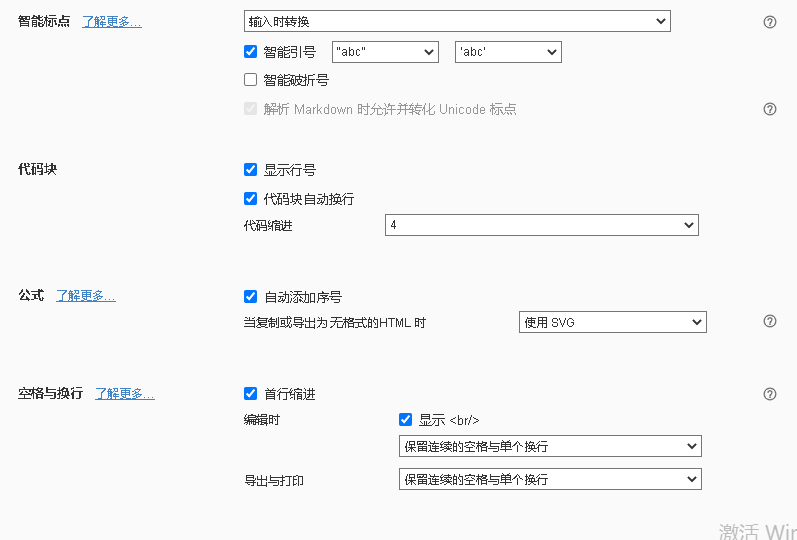 智能标点 了解更多... 输入时转换
智能引号 "abc" 'abc'
智能破折号
解析 Markdown 时允许并转化 Unicode 标点
代码块 显示行号
代码块自动换行
代码缩进 4
公式 了解更多... 自动添加序号
当复制或导出为 无格式的HTML 时 使用 SVG
空格与换行 了解更多... 首行缩进
编辑时 显示 <br/>
保留连续的空格与单个换行
导出与打印 保留连续的空格与单个换行
激活 Win